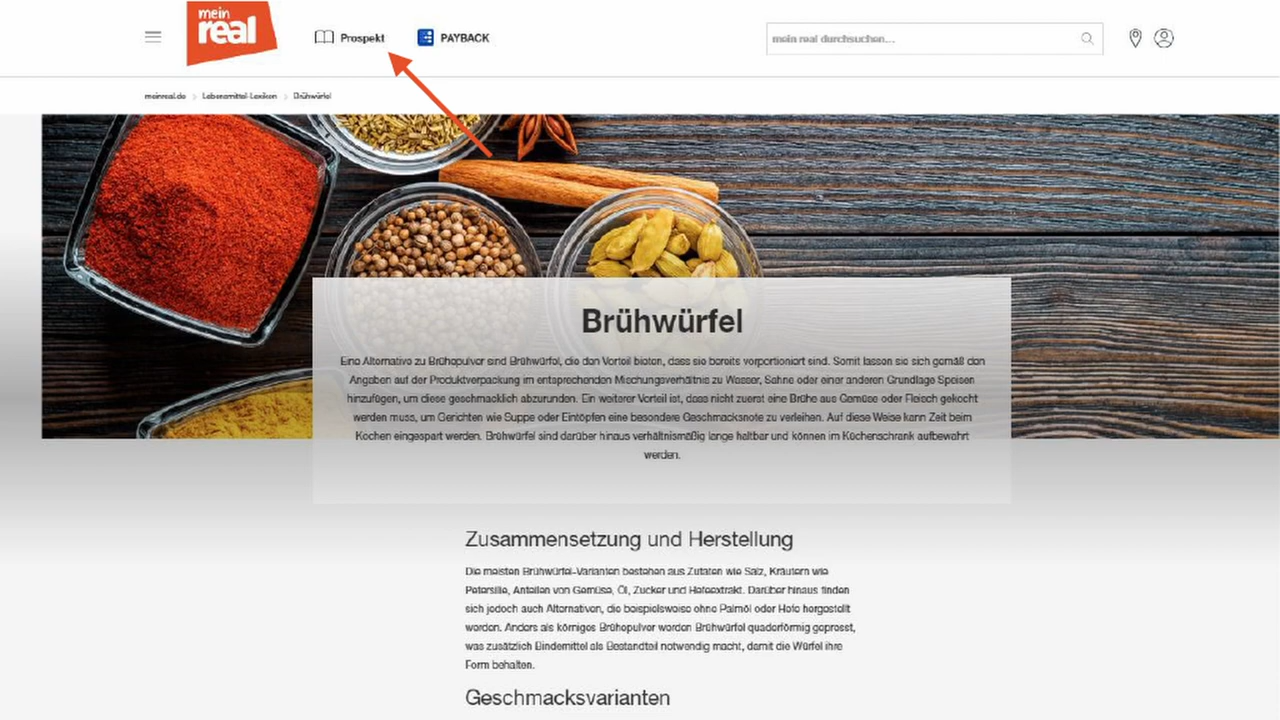 mein
real
Prospekt
PAYBACK
mein real durchsuchen...
meinreal.de > Lebensmittel-Lexikon > Brühwürfel
Brühwürfel
Eine Alternative zu Brühepulver sind Brühwürfel, die den Vorteil bieten, dass sie bereits vorportioniert sind. Somit lassen sie sich gemäß den
Angaben auf der Produktverpackung im entsprechenden Mischungsverhältnis zu Wasser, Sahne oder einer anderen Grundlage Speisen
hinzufügen, um diese geschmacklich abzurunden. Ein weiterer Vorteil ist, dass nicht zuerst eine Brühe aus Gemüse oder Fleisch gekocht
werden muss, um Gerichten wie Suppe oder Eintöpfen eine besondere Geschmacksnote zu verleihen. Auf diese Weise kann Zeit beim
Kochen eingespart werden. Brühwürfel sind darüber hinaus verhältnismäßig lange haltbar und können im Küchenschrank aufbewahrt
werden.
Zusammensetzung und Herstellung
Die meisten Brühwürfel-Varianten bestehen aus Zutaten wie Salz, Kräutern wie
Petersilie, Anteilen von Gemüse, Öl, Zucker und Hefeextrakt. Darüber hinaus finden
sich jedoch auch Alternativen, die beispielsweise ohne Palmöl oder Hefe hergestellt
werden. Anders als körniges Brühepulver werden Brühwürfel quaderförmig gepresst,
was zusätzlich Bindemittel als Bestandteil notwendig macht, damit die Würfel ihre
Form behalten.
Geschmacksvarianten